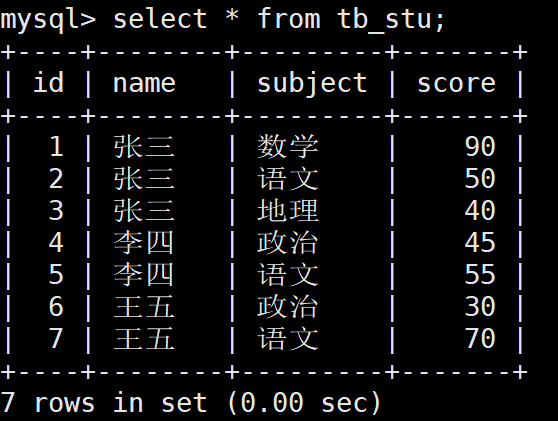 mysql> select * from tb_stu;
+----+--------+---------+-------+
| id | name   | subject | score |
+----+--------+---------+-------+
|  1 | 张三   | 数学    |    90 |
|  2 | 张三   | 语文    |    50 |
|  3 | 张三   | 地理    |    40 |
|  4 | 李四   | 政治    |    45 |
|  5 | 李四   | 语文    |    55 |
|  6 | 王五   | 政治    |    30 |
|  7 | 王五   | 语文    |    70 |
+----+--------+---------+-------+
7 rows in set (0.00 sec)